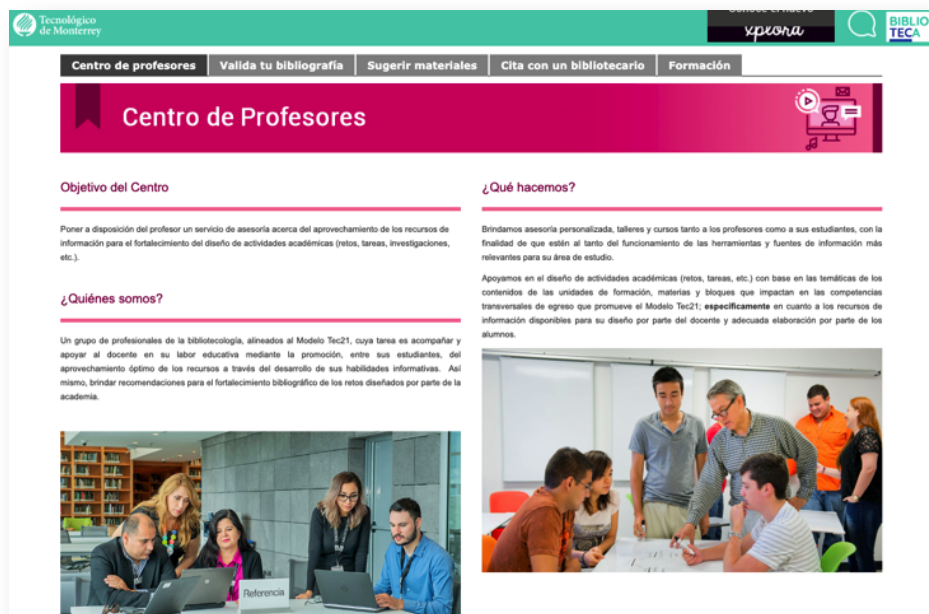 Tecnológico
de Monterrey
Conoce el nuevo
xplora
BIBLIO
TECA
Centro de profesores
Valida tu bibliografía
Sugerir materiales
Cita con un bibliotecario
Formación
Centro de Profesores
Objetivo del Centro
Poner a disposición del profesor un servicio de asesoría acerca del aprovechamiento de los recursos de
información para el fortalecimiento del diseño de actividades académicas (retos, tareas, investigaciones,
etc.).
¿Quiénes somos?
Un grupo de profesionales de la bibliotecología, alineados al Modelo Tec21, cuya tarea es acompañar y
apoyar al docente en su labor educativa mediante la promoción, entre sus estudiantes, del
aprovechamiento óptimo de los recursos a través del desarrollo de sus habilidades informativas. Así
mismo, brindar recomendaciones para el fortalecimiento bibliográfico de los retos diseñados por parte de la
academia.
Referencia
¿Qué hacemos?
Brindamos asesoría personalizada, talleres y cursos tanto a los profesores como a sus estudiantes, con la
finalidad de que estén al tanto del funcionamiento de las herramientas y fuentes de información más
relevantes para su área de estudio.
Apoyamos en el diseño de actividades académicas (retos, tareas, etc.) con base en las temáticas de los
contenidos de las unidades de formación, materias y bloques que impactan en las competencias
transversales de egreso que promueve el Modelo Tec21; específicamente en cuanto a los recursos de
información disponibles para su diseño por parte del docente y adecuada elaboración por parte de los
alumnos.